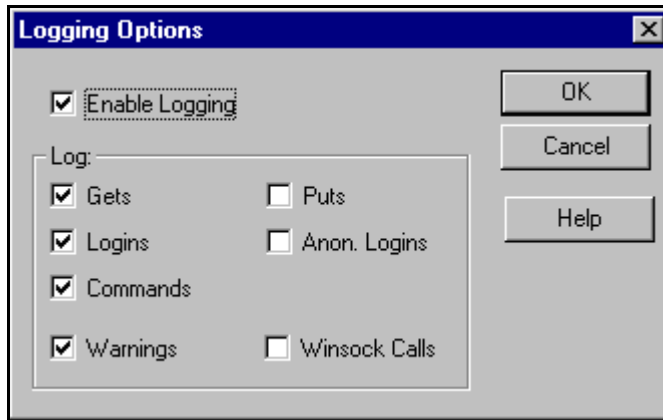 Logging Options
Enable Logging
OK
Cancel
Help
Log:
Gets Puts
Logins Anon. Logins
Commands
Warnings Winsock Calls